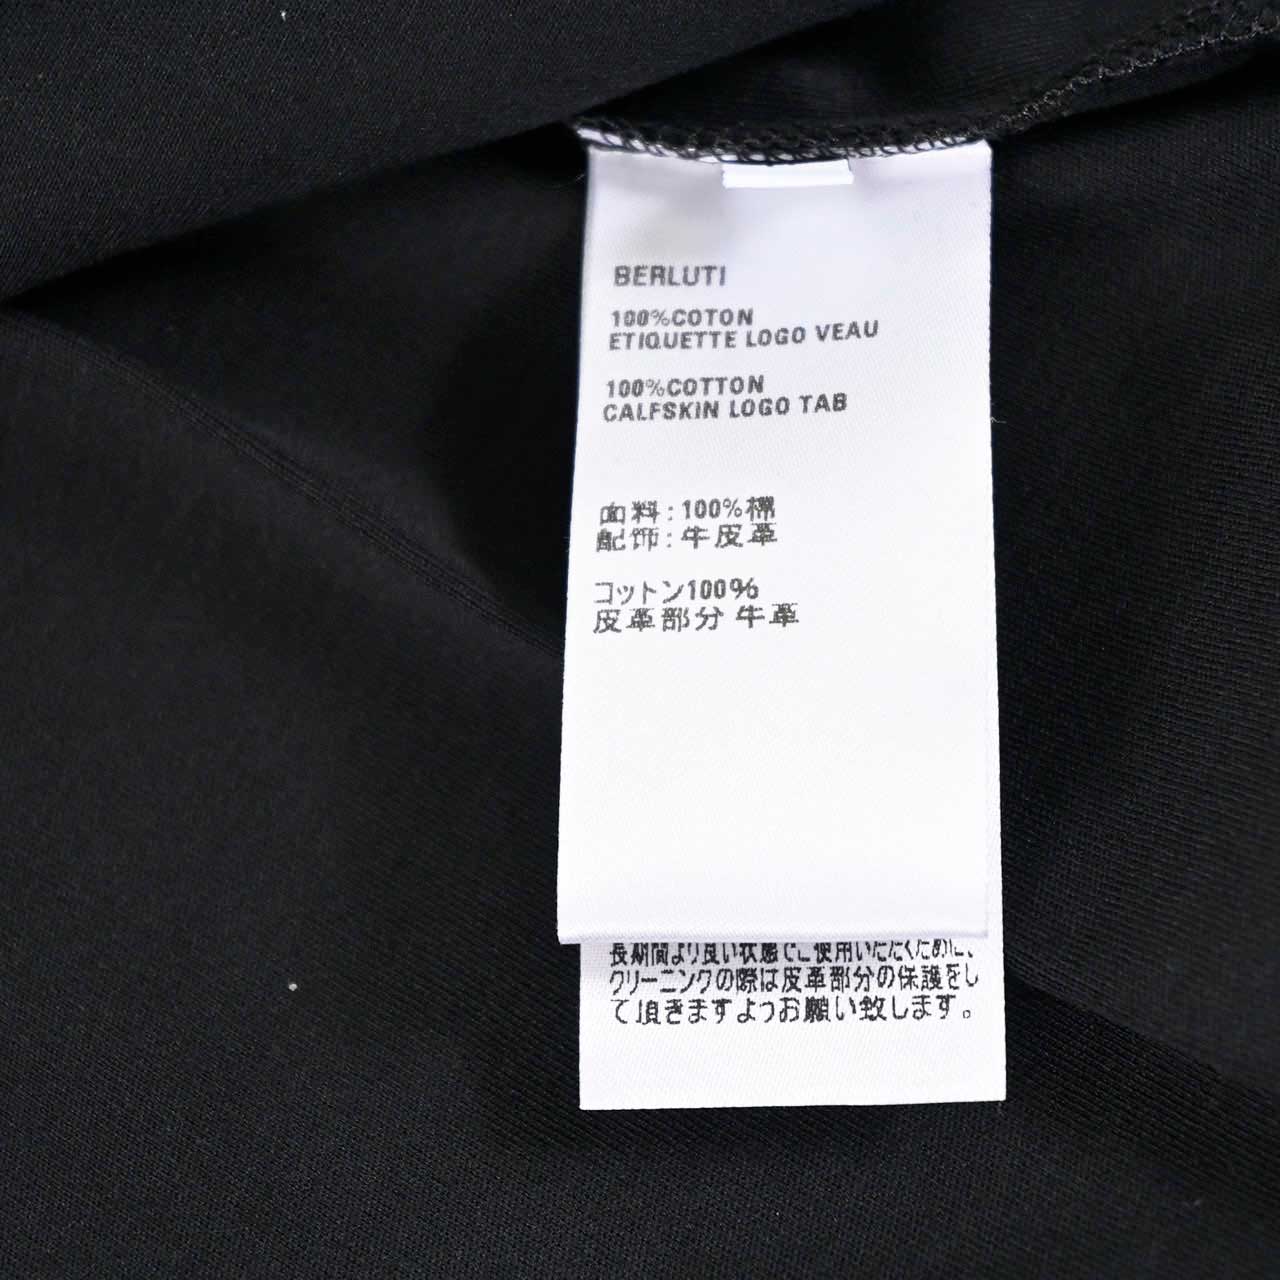 BERLUTI
100%COTON
ETIQUETTE LOGO VEAU
100%COTTON
CALFSKIN LOGO TAB
面料:100%棉
配饰:牛皮革
コットン100%
皮革部分 牛革
長期間より良い状態でご使用いただくために、
クリーニングの際は皮革部分の保護をし
て頂きますようお願い致します。